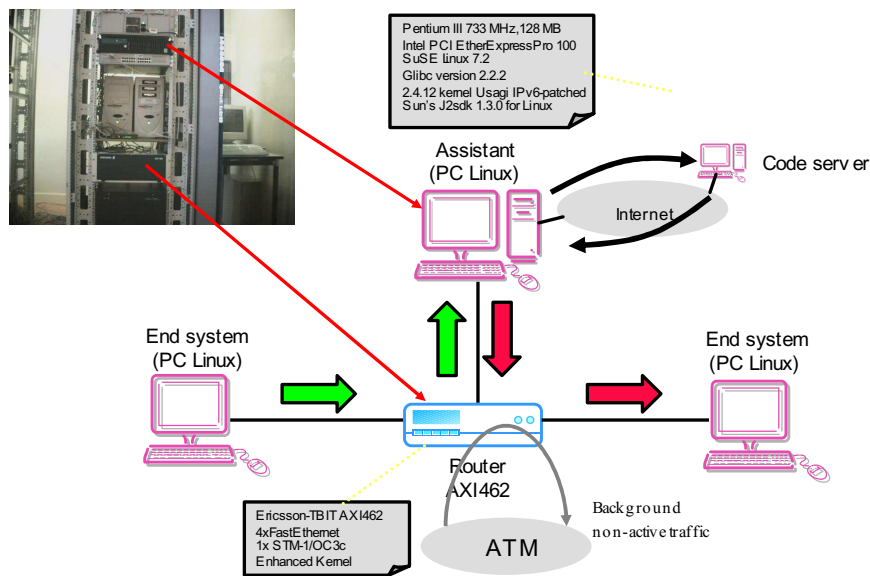 Pentium III 733 MHz,128 MB
Intel PCI EtherExpressPro 100
SuSE Linux 7.2
Glibc version 2.2.2
2.4.12 kernel Usagi IPv6-patched
Sun's J2sdk 1.3.0 for Linux
Assistant
(PC Linux)
Code server
Internet
End system
(PC Linux)
End system
(PC Linux)
Router
AXI462
Ericsson-TBIT AXI462
4xFastEthernet
1x STM-1/OC3c
Enhanced Kernel
Background
non-active traffic
ATM